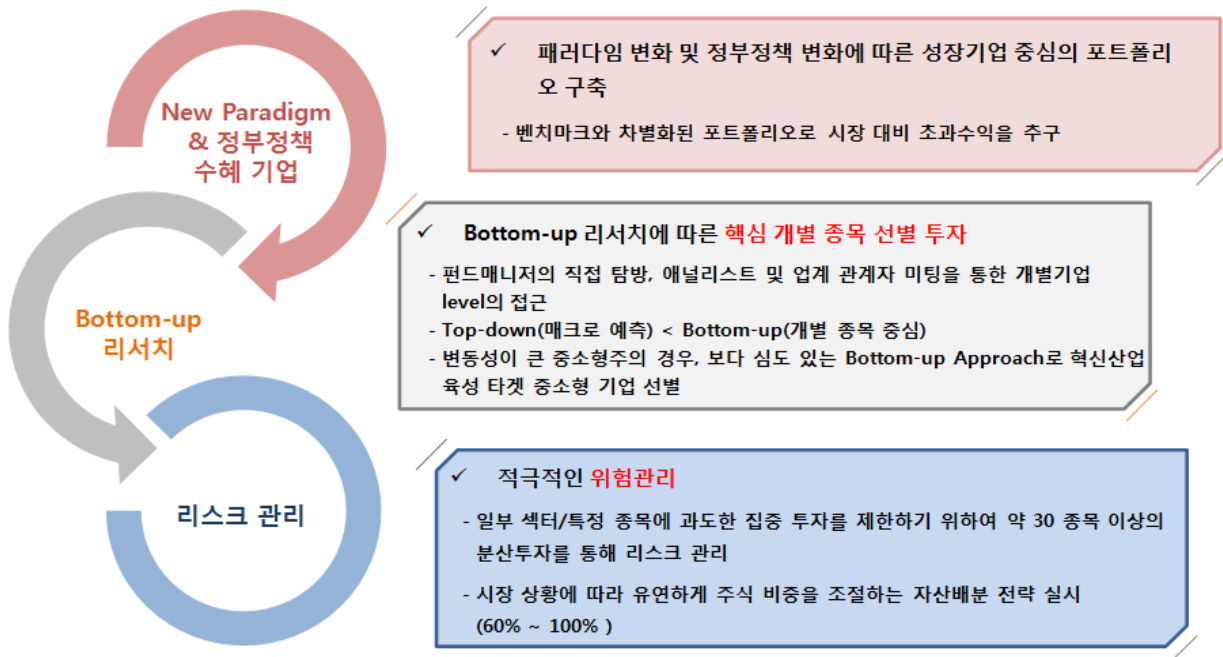 New Paradigm
& 정부정책
수혜 기업
✓ 패러다임 변화 및 정부정책 변화에 따른 성장기업 중심의 포트폴리
오 구축
- 벤치마크와 차별화된 포트폴리오로 시장 대비 초과수익을 추구
Bottom-up
리서치
✓ Bottom-up 리서치에 따른 핵심 개별 종목 선별 투자
- 펀드매니저의 직접 탐방, 애널리스트 및 업계 관계자 미팅을 통한 개별기업
level의 접근
- Top-down(매크로 예측) < Bottom-up(개별 종목 중심)
- 변동성이 큰 중소형주의 경우, 보다 심도 있는 Bottom-up Approach로 혁신산업
육성 타겟 중소형 기업 선별
리스크 관리
✓ 적극적인 위험관리
- 일부 섹터/특정 종목에 과도한 집중 투자를 제한하기 위하여 약 30 종목 이상의
분산투자를 통해 리스크 관리
- 시장 상황에 따라 유연하게 주식 비중을 조절하는 자산배분 전략 실시
(60% ~ 100% )